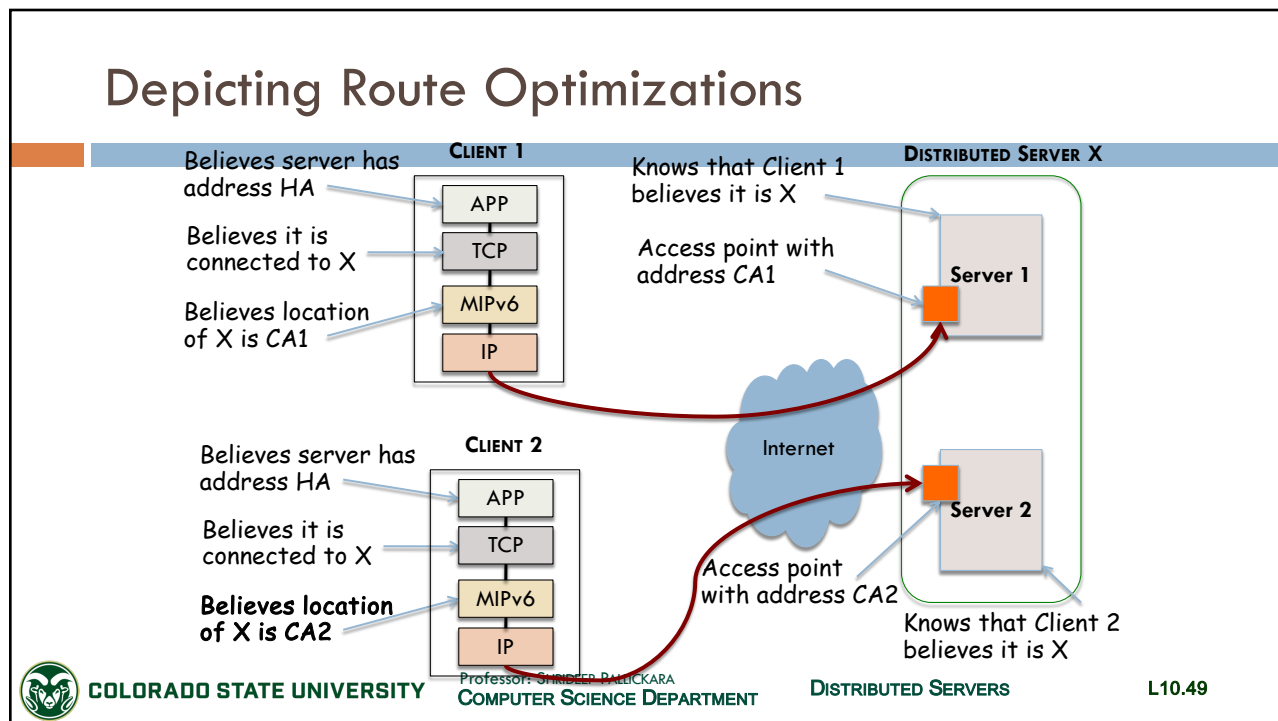 Depicting Route Optimizations
Believes server has
address HA
CLIENT 1
APP
TCP
MIPv6
IP
Believes it is
connected to X
Believes location
of X is CA1
Knows that Client 1
believes it is X
DISTRIBUTED SERVER X
Access point with
address CA1
Server 1
Internet
Believes server has
address HA
CLIENT 2
APP
TCP
MIPv6
IP
Believes it is
connected to X
Believes location
of X is CA2
Server 2
Access point
with address CA2
Knows that Client 2
believes it is X
COLORADO STATE UNIVERSITY
Professor: SHRIDEEP PALLICKARA
COMPUTER SCIENCE DEPARTMENT
DISTRIBUTED SERVERS
L10.49